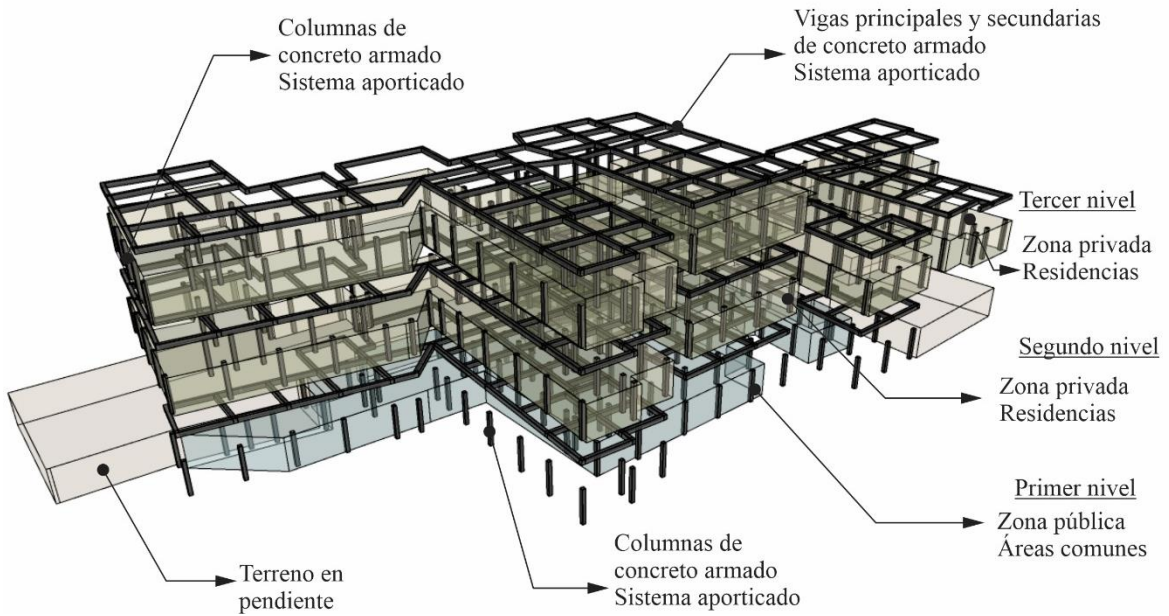 Columnas de
concreto armado
Sistema aporticado
Vigas principales y secundarias
de concreto armado
Sistema aporticado
Tercer nivel
Zona privada
Residencias
Segundo nivel
Zona privada
Residencias
Primer nivel
Zona pública
Áreas comunes
Columnas de
concreto armado
Sistema aporticado
Terreno en
pendiente